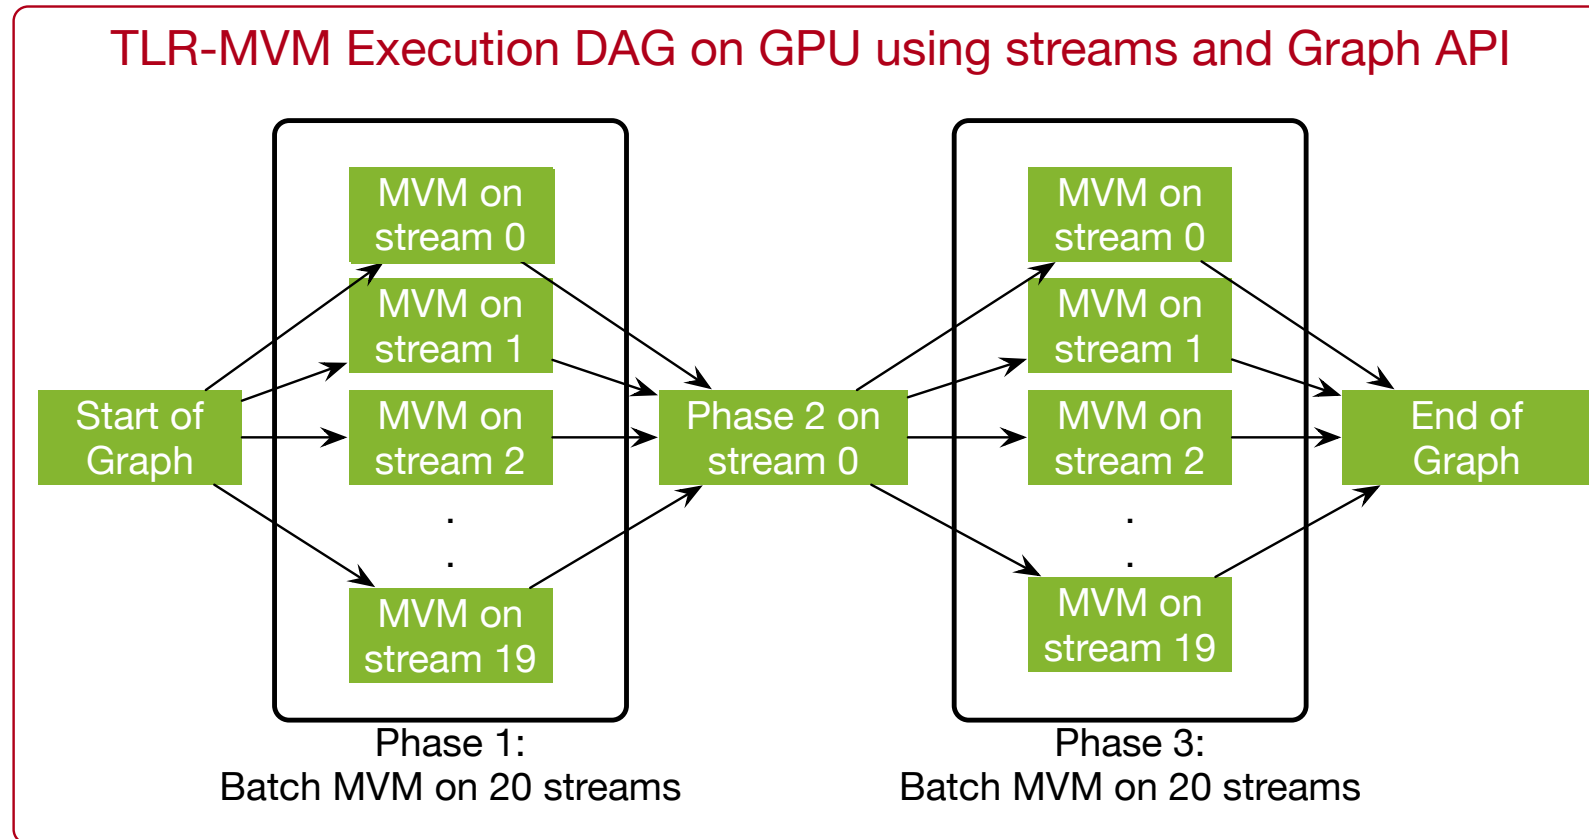 TLR-MVM Execution DAG on GPU using streams and Graph API
Start of
Graph
MVM on
stream 0
MVM on
stream 1
MVM on
stream 2
.
.
MVM on
stream 19
Phase 1:
Batch MVM on 20 streams
Phase 2 on
stream 0
MVM on
stream 0
MVM on
stream 1
MVM on
stream 2
.
.
MVM on
stream 19
Phase 3:
Batch MVM on 20 streams
End of
Graph